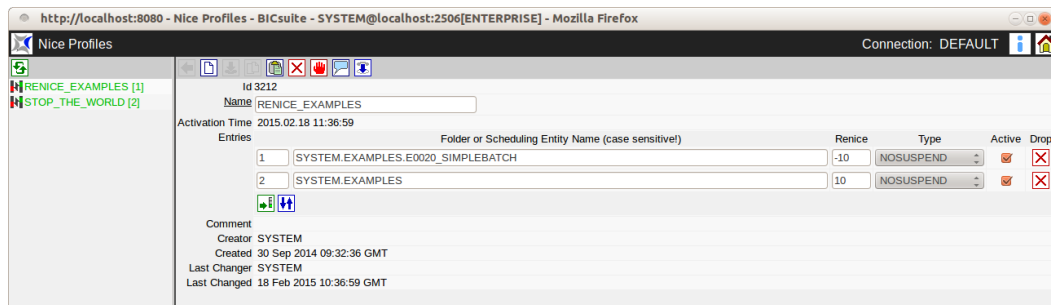 http://localhost:8080 - Nice Profiles - BICsuite - SYSTEM@localhost:2506[ENTERPRISE] - Mozilla Firefox
Nice Profiles Connection: DEFAULT
RENICE_EXAMPLES [1]
STOP_THE_WORLD [2]
Id 3212
Name RENICE_EXAMPLES
Activation Time 2015.02.18 11:36:59
Entries Folder or Scheduling Entity Name (case sensitive!) Renice Type Active Drop
1 SYSTEM.EXAMPLES.E0020_SIMPLEBATCH -10 NOSUSPEND
2 SYSTEM.EXAMPLES 10 NOSUSPEND
Comment
Creator SYSTEM
Created 30 Sep 2014 09:32:36 GMT
Last Changer SYSTEM
Last Changed 18 Feb 2015 10:36:59 GMT